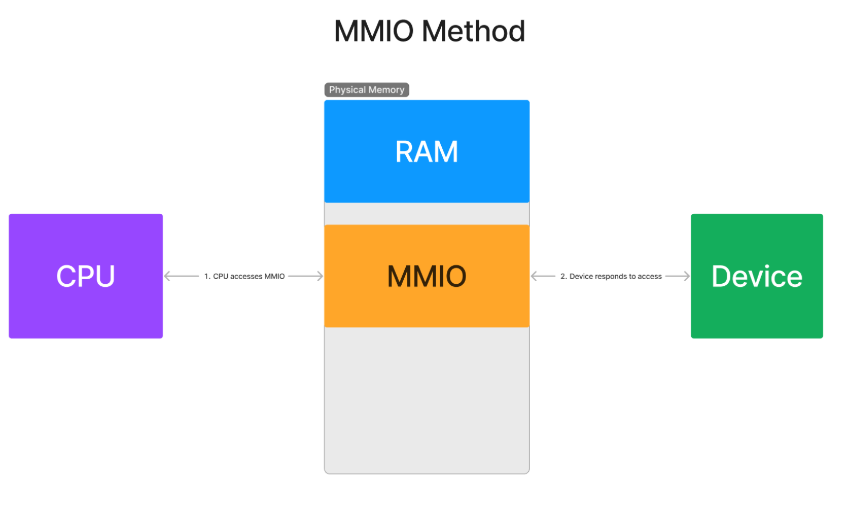 MMIO Method
Physical Memory
RAM
CPU
1. CPU accesses MMIO
MMIO
2. Device responds to access
Device